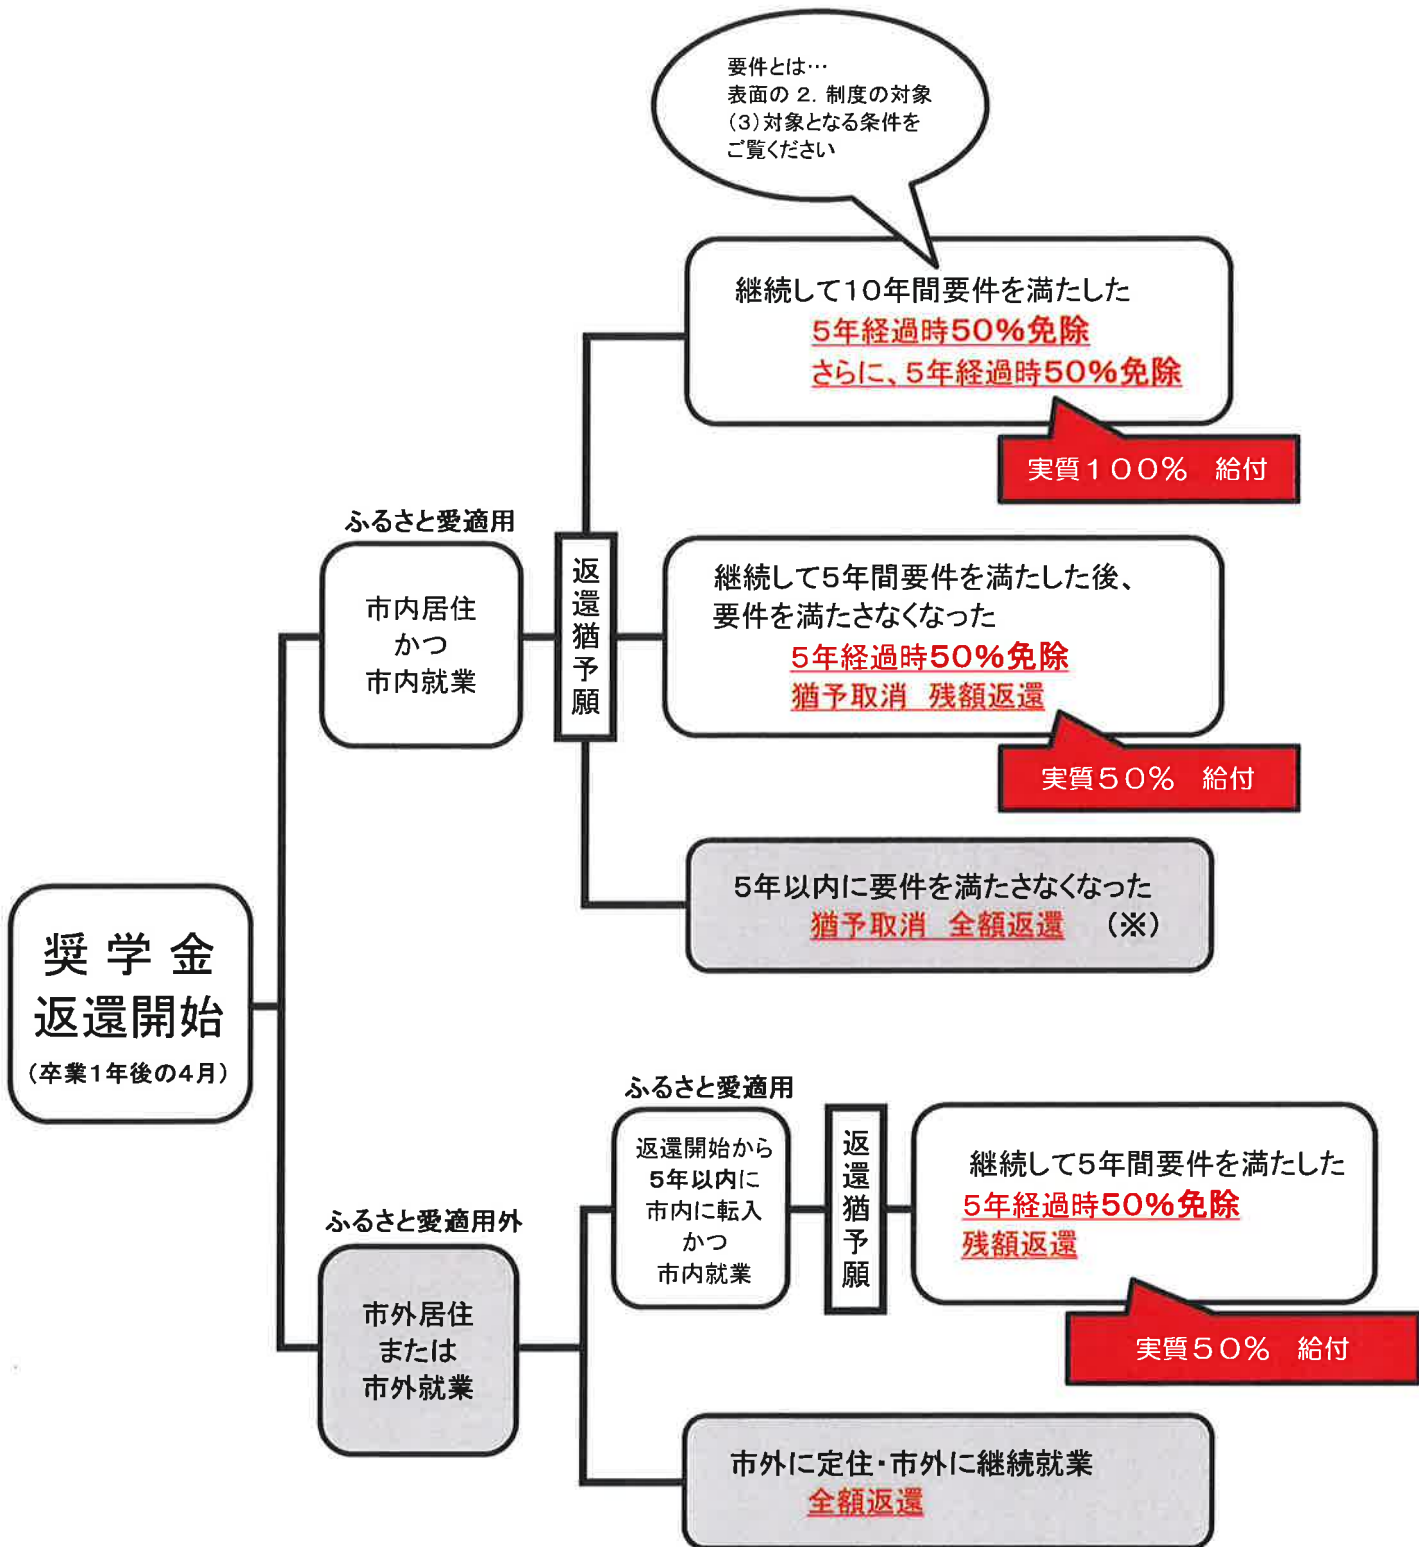 要件とは…
表面の 2. 制度の対象
(3)対象となる条件を
ご覧ください
継続して10年間要件を満たした
5年経過時50%免除
さらに、5年経過時50%免除
実質100% 給付
ふるさと愛適用
市内居住
かつ
市内就業
返還猶予願
継続して5年間要件を満たした後、
要件を満たさなくなった
5年経過時50%免除
猶予取消 残額返還
実質50% 給付
5年以内に要件を満たさなくなった
猶予取消 全額返還 (※)
奨学金
返還開始
(卒業1年後の4月)
ふるさと愛適用外
市外居住
または
市外就業
ふるさと愛適用
返還開始から
5年以内に
市内に転入
かつ
市内就業
返還猶予願
継続して5年間要件を満たした
5年経過時50%免除
残額返還
実質50% 給付
市外に定住・市外に継続就業
全額返還